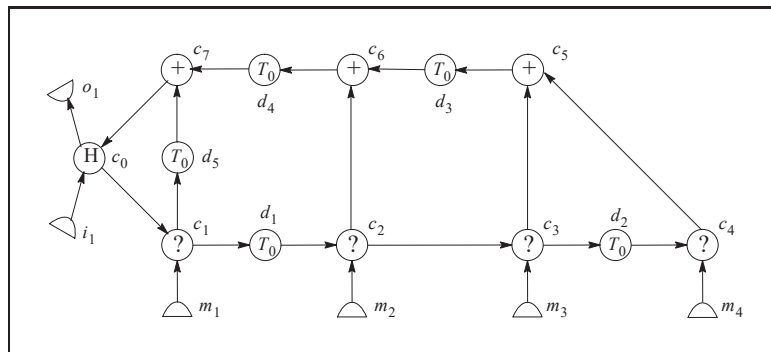 c7 c6 c5
+ T0 + T0 +
o1 d4 d3
H c0 T0 d5
i1 c1 d1 c2 c3 d2 c4
? T0 ? ? T0 ?
m1 m2 m3 m4